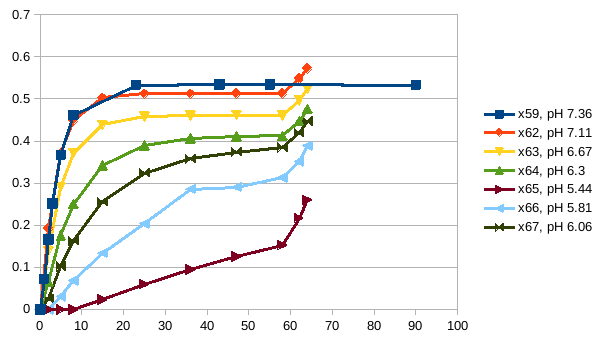 0.7
0.6
0.5
0.4
0.3
0.2
0.1
0
0 10 20 30 40 50 60 70 80 90 100
x59, pH 7.36
x62, pH 7.11
x63, pH 6.67
x64, pH 6.3
x65, pH 5.44
x66, pH 5.81
x67, pH 6.06